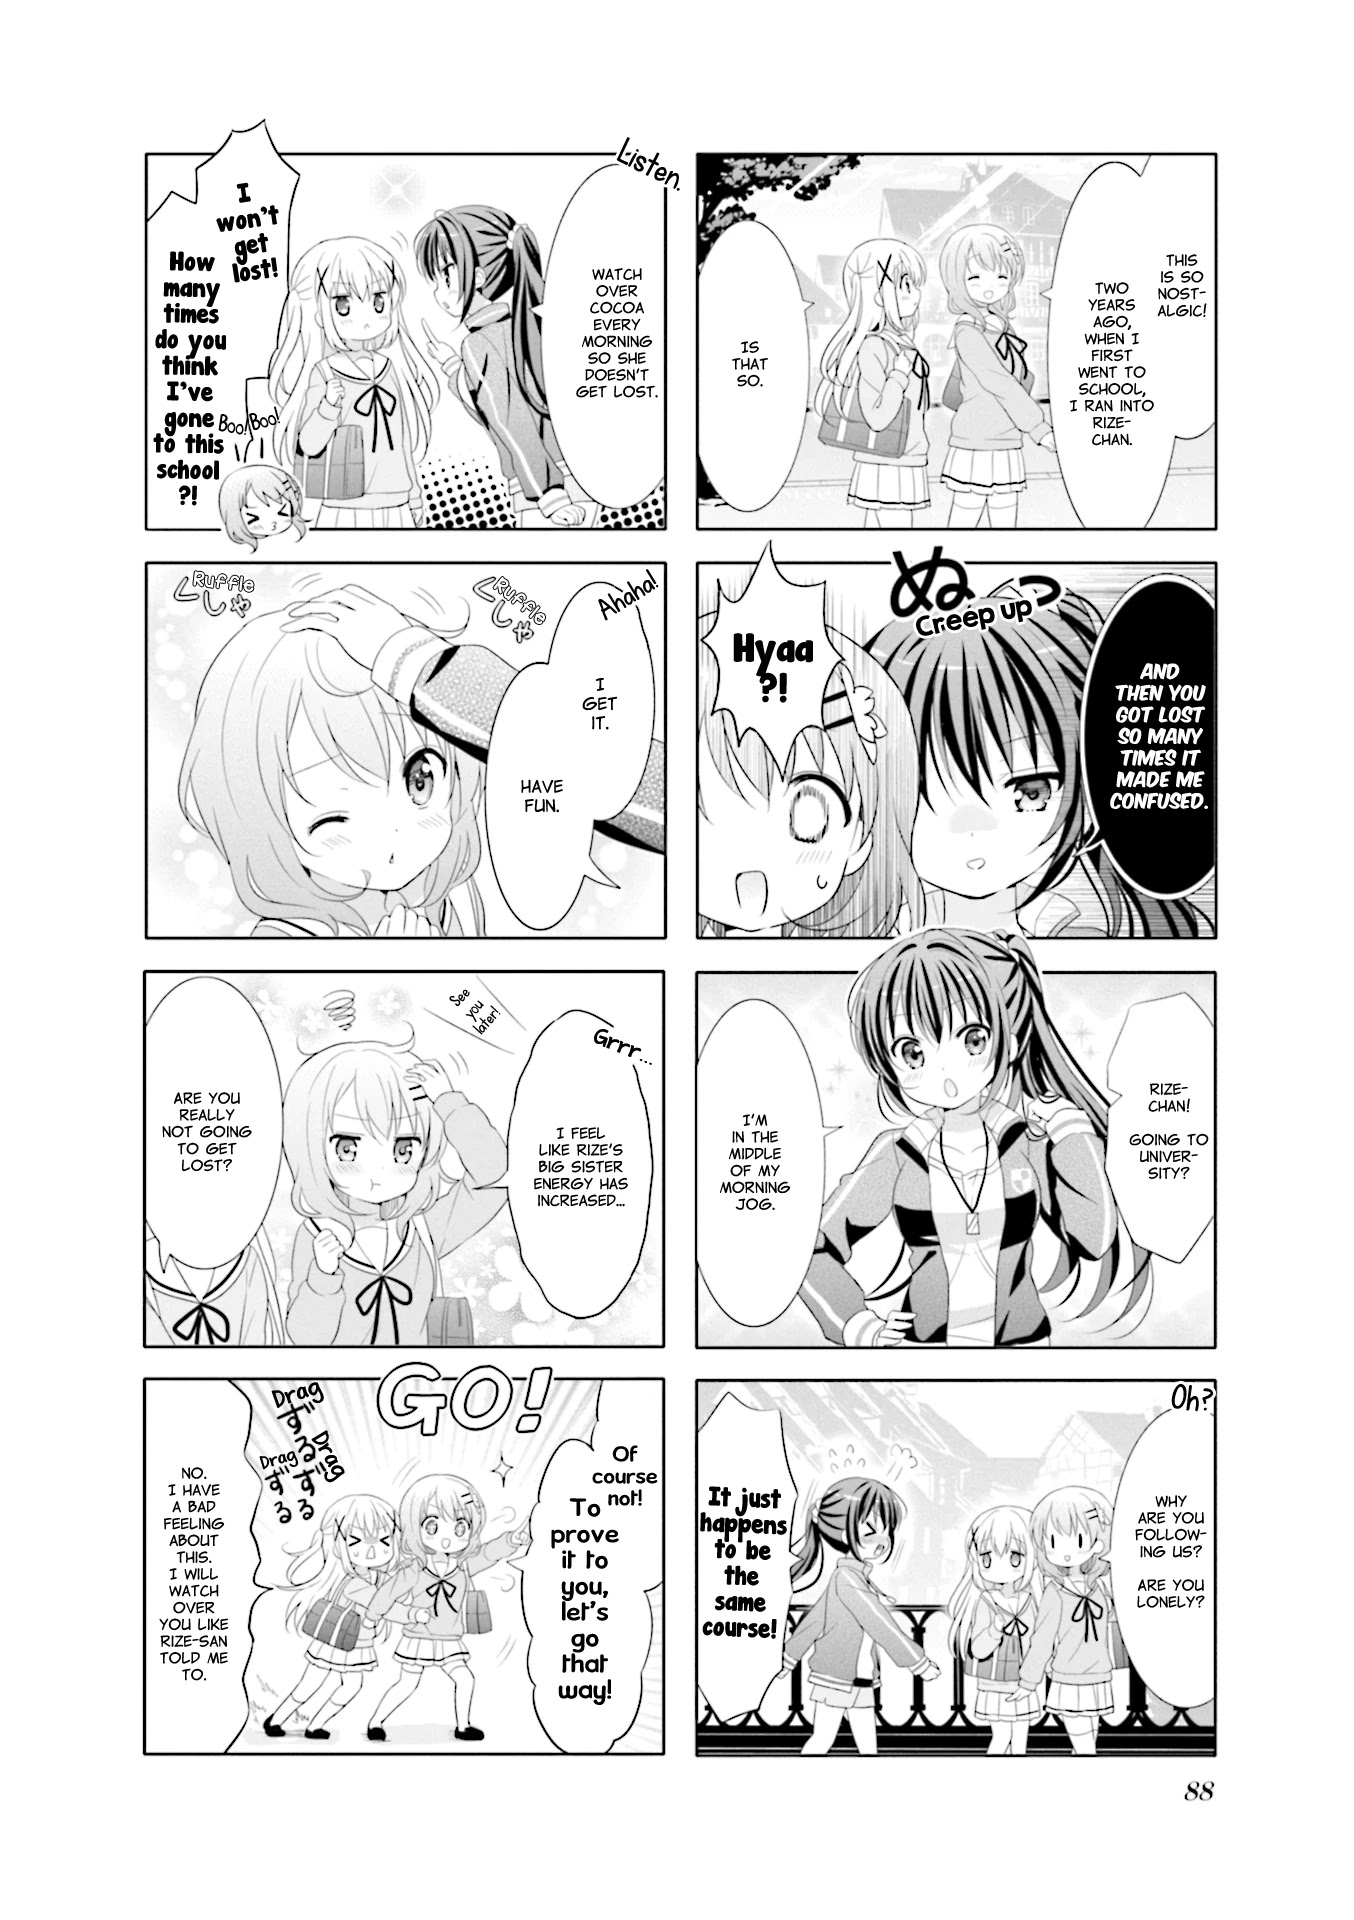 THIS
IS SO
NOST-
ALGIC!
TWO
YEARS
AGO,
WHEN I
FIRST
WENT TO
SCHOOL,
I RAN INTO
RIZE-
CHAN.
IS
THAT
SO.
AND
THEN YOU
GOT LOST
SO MANY
TIMES IT
MADE ME
CONFUSED.
ぬっ
Creep up
Hyaa
?!
RIZE-
CHAN!
GOING TO
UNIVER-
SITY?
I'M
IN THE
MIDDLE
OF MY
MORNING
JOG.
Oh?
WHY
ARE YOU
FOLLOW-
ING US?
ARE YOU
LONELY?
It just
happens
to be
the
same
course!
Listen.
WATCH
OVER
COCOA
EVERY
MORNING
SO SHE
DOESN'T
GET LOST.
I
won't
get
lost!
How
many
times
do you
think
I've
gone
to this
school
?!
Boo! Boo!
Ahaha!
I
GET
IT.
HAVE
FUN.
Ruffle
くしゃ
Ruffle
くしゃ
See
you
later!
Grrr...
I FEEL
LIKE RIZE'S
BIG SISTER
ENERGY HAS
INCREASED...
ARE YOU
REALLY
NOT GOING
TO GET
LOST?
GO!
Of
course
not!
To
prove
it to
you,
let's
go
that
way!
Drag
Drag
ずるずる
Drag
ずる
NO.
I HAVE
A BAD
FEELING
ABOUT
THIS.
I WILL
WATCH
OVER
YOU LIKE
RIZE-SAN
TOLD ME
TO.
88